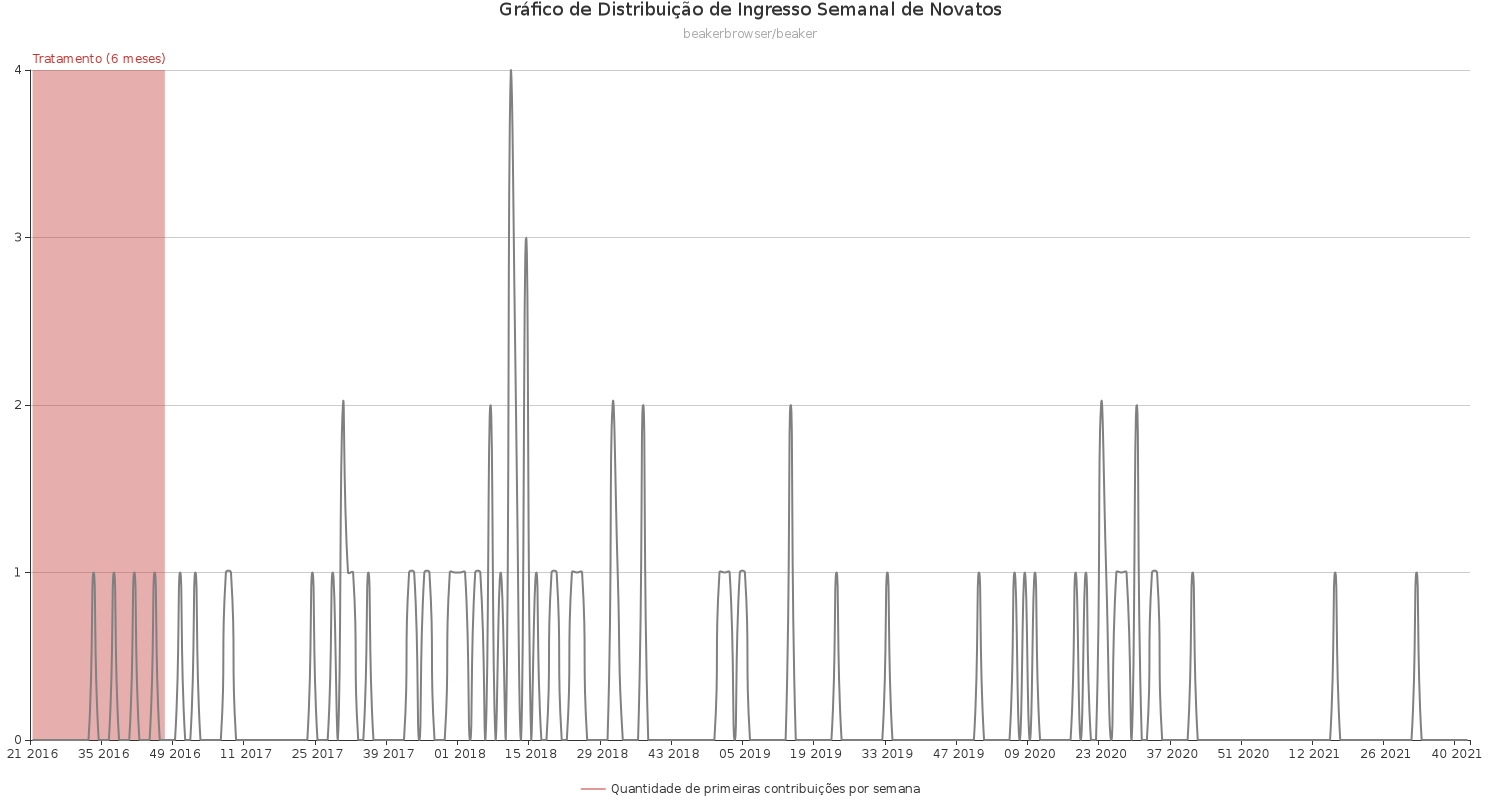 Gráfico de Distribuição de Ingresso Semanal de Novatos
beakerbrowser/beaker
Tratamento (6 meses)
4
3
2
1
0
21 2016 35 2016 49 2016 11 2017 25 2017 39 2017 01 2018 15 2018 29 2018 43 2018 05 2019 19 2019 33 2019 47 2019 09 2020 23 2020 37 2020 51 2020 12 2021 26 2021 40 2021
Quantidade de primeiras contribuições por semana